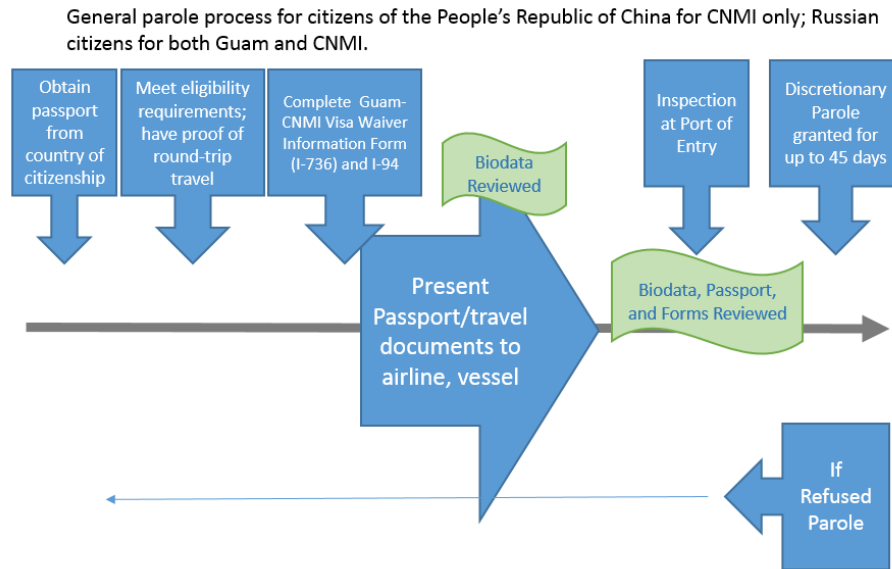 General parole process for citizens of the People's Republic of China for CNMI only; Russian
citizens for both Guam and CNMI.
Obtain
passport
from
country of
citizenship
Meet eligibility
requirements;
have proof of
round-trip
travel
Complete Guam-
CNMI Visa Waiver
Information Form
(I-736) and I-94
Biodata
Reviewed
Present
Passport/travel
documents to
airline, vessel
Inspection
at Port of
Entry
Discretionary
Parole
granted for
up to 45 days
Biodata, Passport,
and Forms Reviewed
If
Refused
Parole